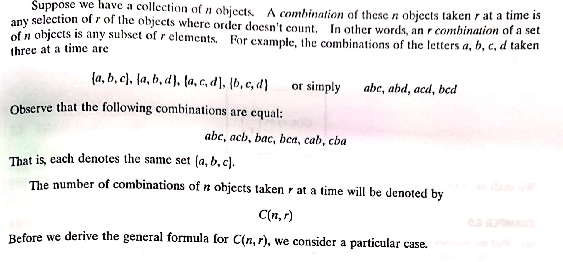 Suppose we have a collection of n objects. A combination of these n objects taken r at a time is
any selection of r of the objects where order doesn't count. In other words, an r combination of a set
of n objects is any subset of r elements. For example, the combinations of the letters a, b, c, d taken
three at a time are
{a, b, c}, {a, b, d}, {a, c, d}, {b, c, d} or simply abc, abd, acd, bcd
Observe that the following combinations are equal:
abc, acb, bac, bca, cab, cba
That is, each denotes the same set {a, b, c}.
The number of combinations of n objects taken r at a time will be denoted by
C(n, r)
Before we derive the general formula for C(n, r), we consider a particular case.